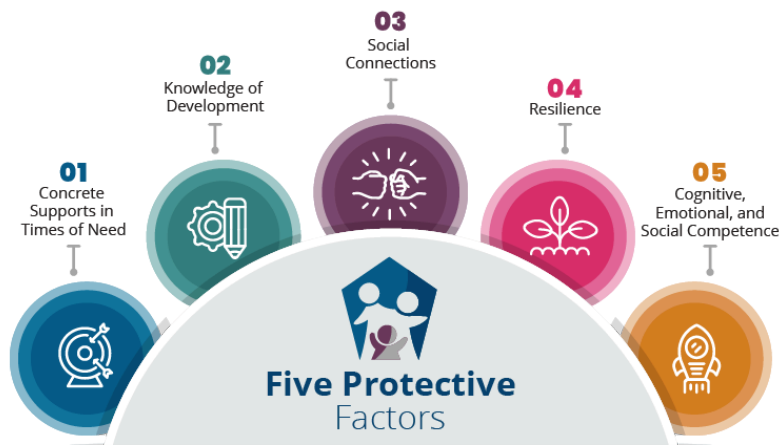 01
Concrete
Supports in
Times of Need
02
Knowledge of
Development
03
Social
Connections
04
Resilience
05
Cognitive,
Emotional, and
Social Competence
Five Protective
Factors